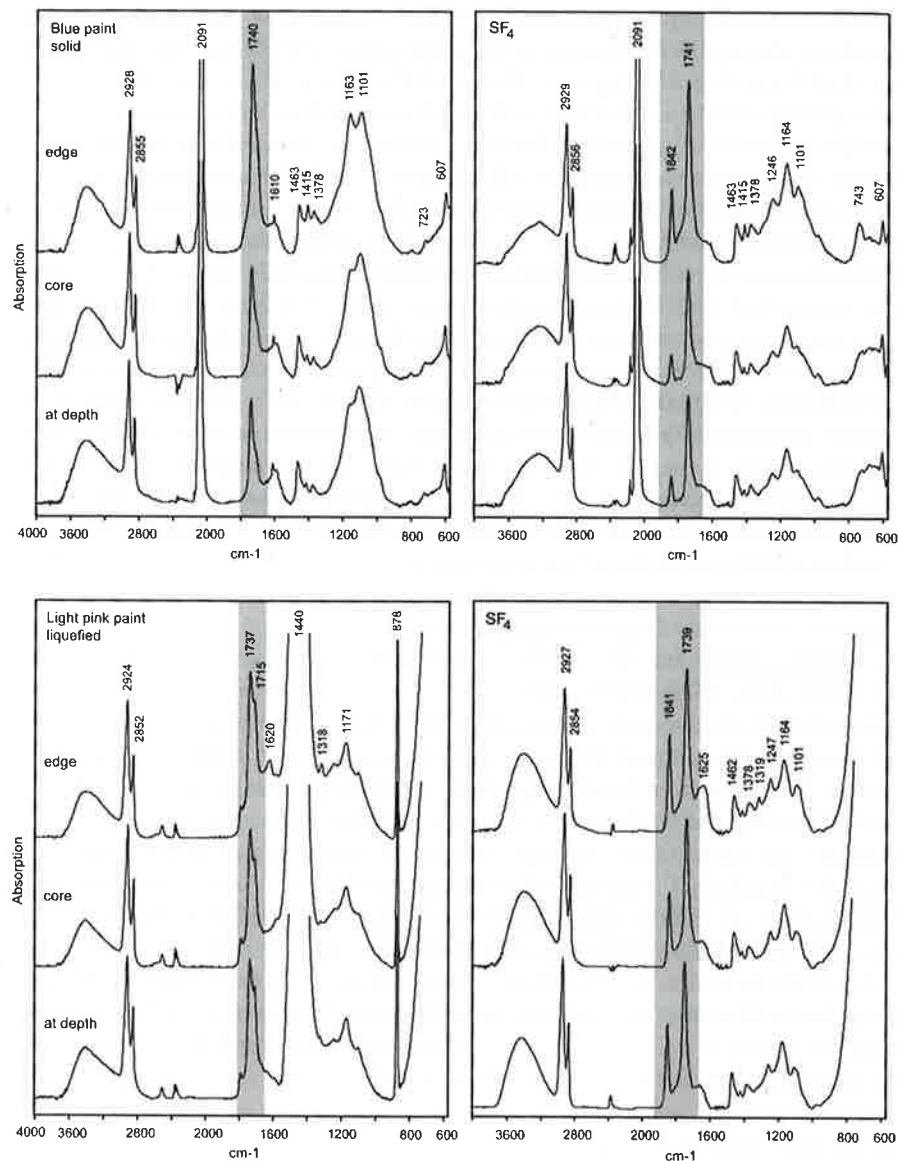 Blue paint
solid
2091
1740
2928
2855
1163
1101
edge
1610
1463
1415
1378
723
607
core
at depth
Absorption
4000 3600 2800 2000 1600 1200 800 600
cm-1
SF4
2091
1741
2929
2856
1842
1463
1415
1378
1246
1164
1101
743
607
3600 2800 2000 1600 1200 800 600
cm-1
Light pink paint
liquefied
1440
878
1737
1715
2924
2852
1620
1318
1171
edge
core
at depth
Absorption
4000 3600 2800 2000 1600 1200 800 600
cm-1
SF4
1739
2927
2854
1841
1625
1462
1378
1319
1247
1164
1101
3600 2800 2000 1600 1200 800 600
cm-1